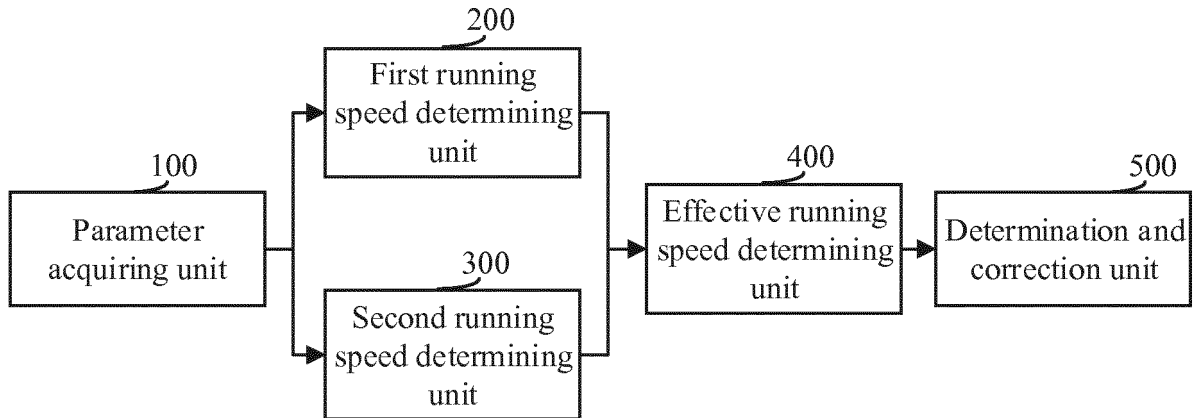 200
First running
speed determining
unit
100
Parameter
acquiring unit
300
Second running
speed determining
unit
400
Effective running
speed determining
unit
500
Determination and
correction unit